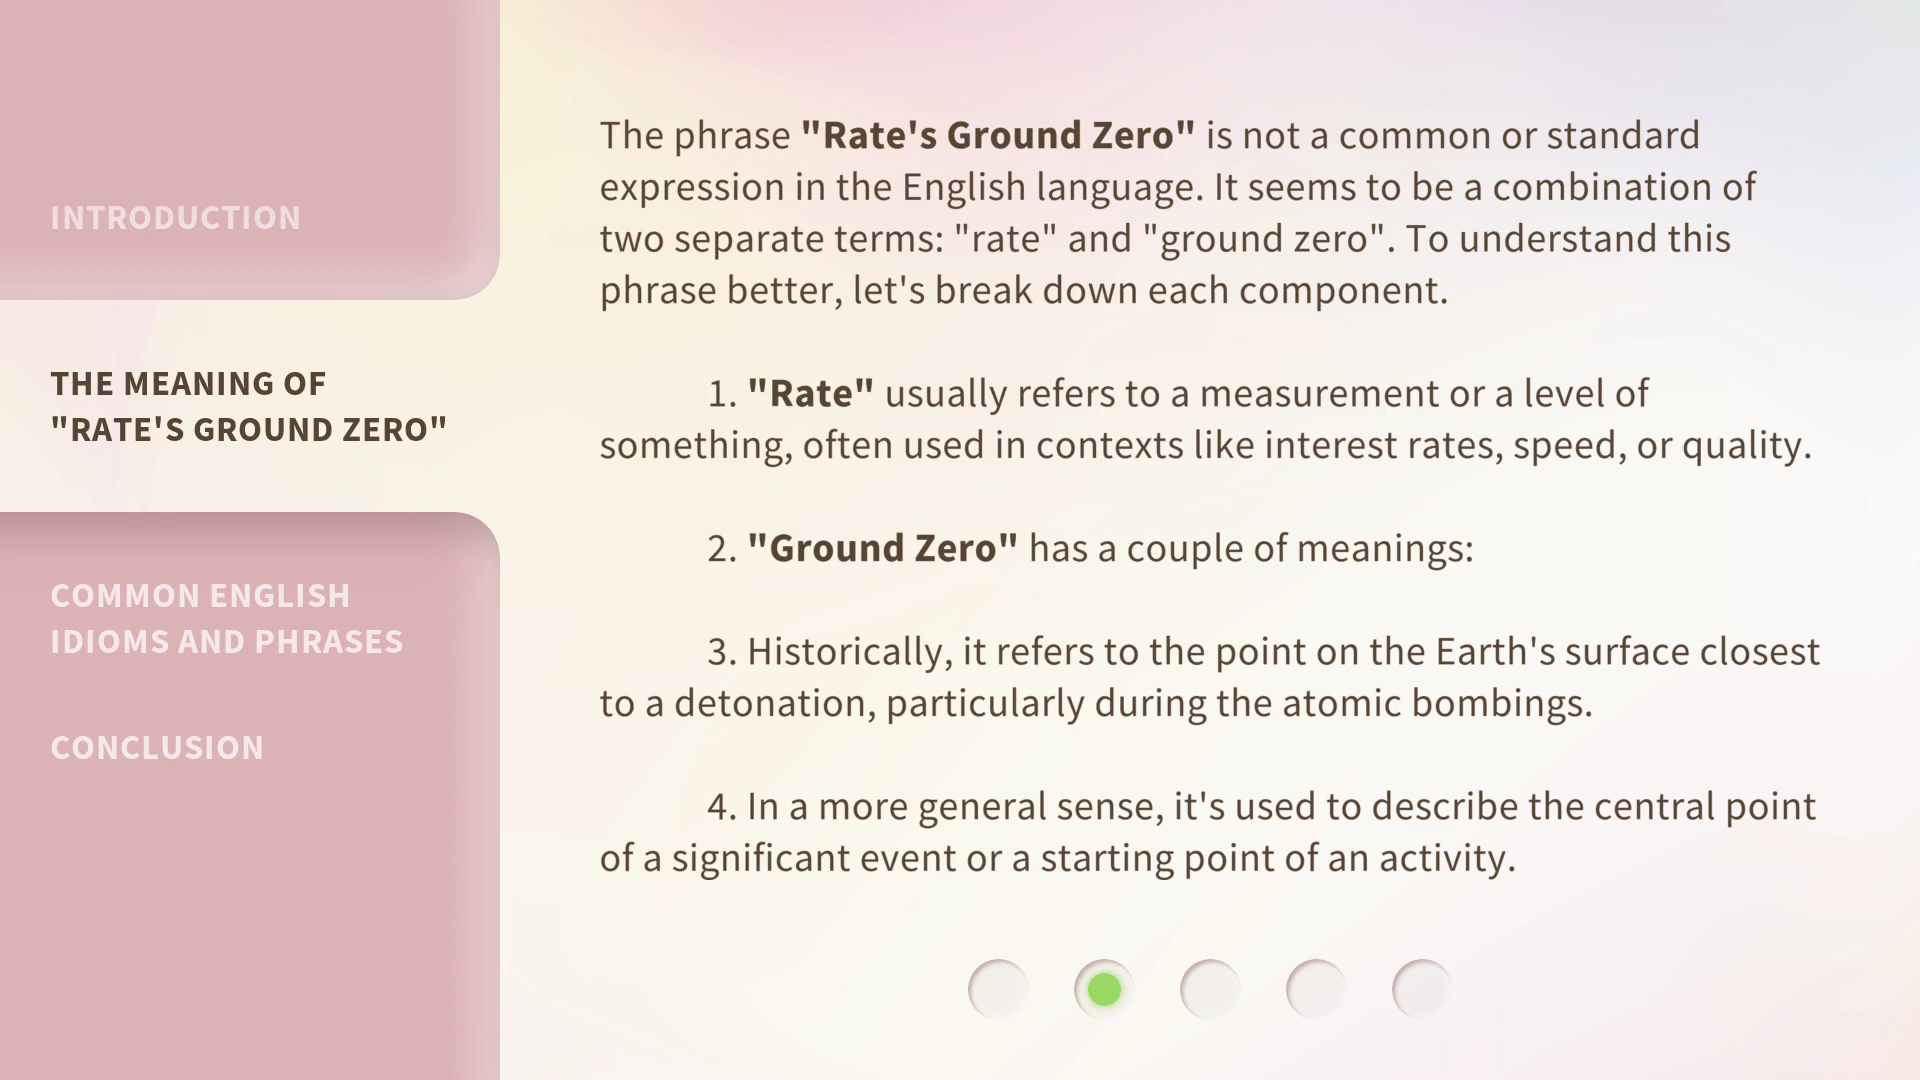 INTRODUCTION
THE MEANING OF
"RATE'S GROUND ZERO"
COMMON ENGLISH
IDIOMS AND PHRASES
CONCLUSION
The phrase "Rate's Ground Zero" is not a common or standard
expression in the English language. It seems to be a combination of
two separate terms: "rate" and "ground zero". To understand this
phrase better, let's break down each component.
1. "Rate" usually refers to a measurement or a level of
something, often used in contexts like interest rates, speed, or quality.
2. "Ground Zero" has a couple of meanings:
3. Historically, it refers to the point on the Earth's surface closest
to a detonation, particularly during the atomic bombings.
4. In a more general sense, it's used to describe the central point
of a significant event or a starting point of an activity.